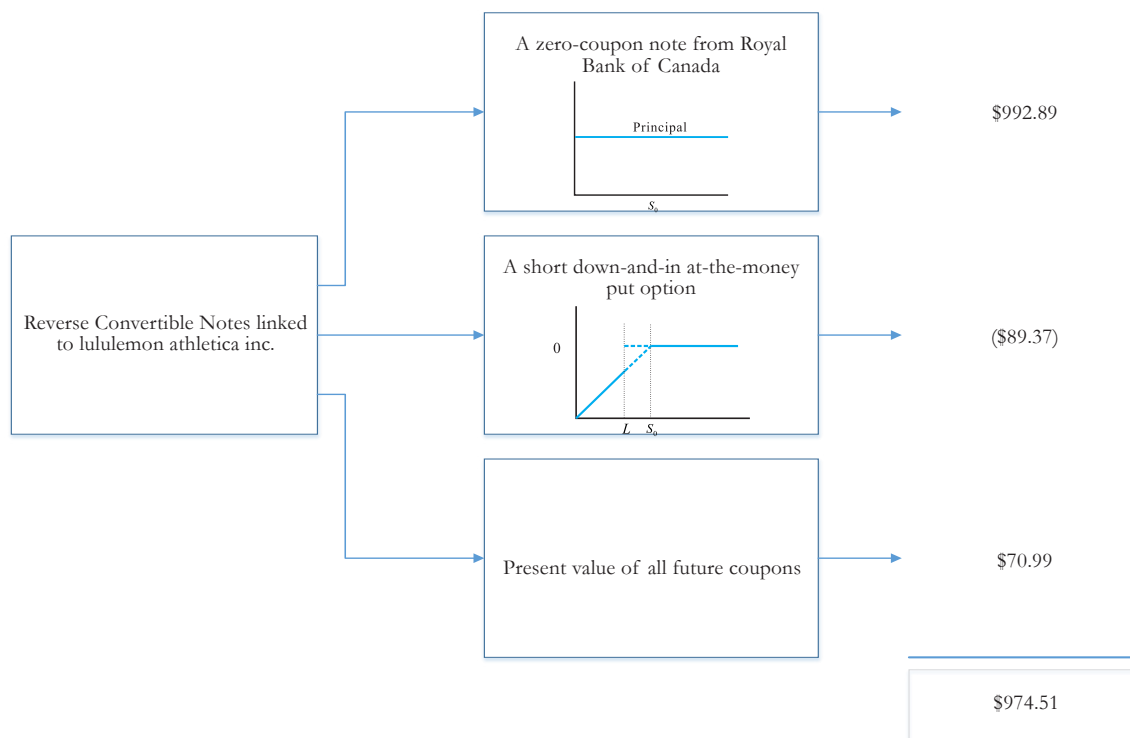 A zero-coupon note from Royal
Bank of Canada
Principal
S₀
$992.89
Reverse Convertible Notes linked
to lululemon athletica inc.
A short down-and-in at-the-money
put option
0
L S₀
($89.37)
Present value of all future coupons
$70.99
$974.51